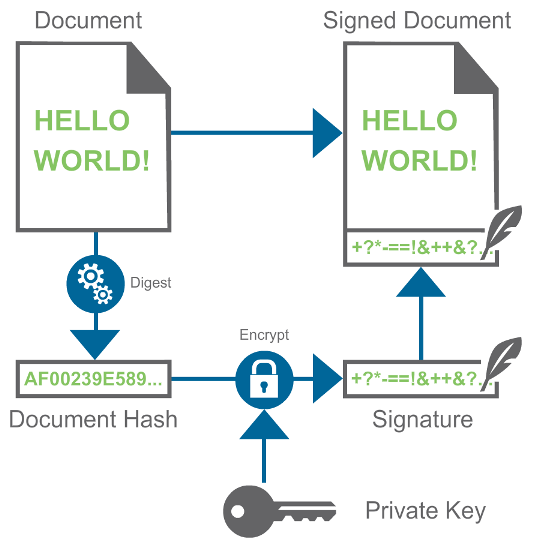 Document
Signed Document
HELLO
WORLD!
HELLO
WORLD!
+?*-==!&++&?...
Digest
Encrypt
AF00239E589...
+?*-==!&++&?...
Document Hash
Signature
Private Key